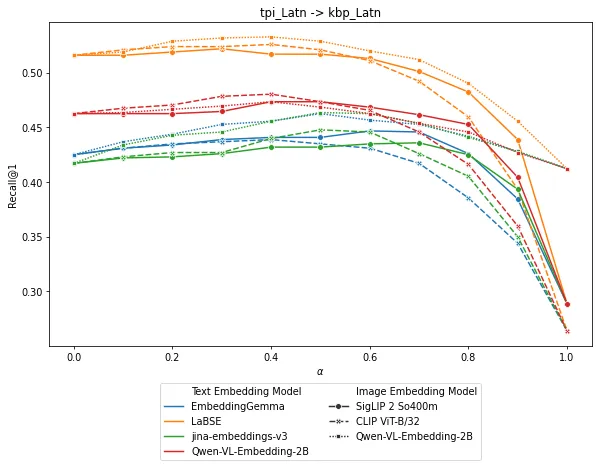 tpi_Latn -> kbp_Latn
Recall@1
0.50
0.45
0.40
0.35
0.30
0.0 0.2 0.4 0.6 0.8 1.0
α
Text Embedding Model
EmbeddingGemma
LaBSE
jina-embeddings-v3
Qwen-VL-Embedding-2B
Image Embedding Model
SigLIP 2 So400m
CLIP ViT-B/32
Qwen-VL-Embedding-2B